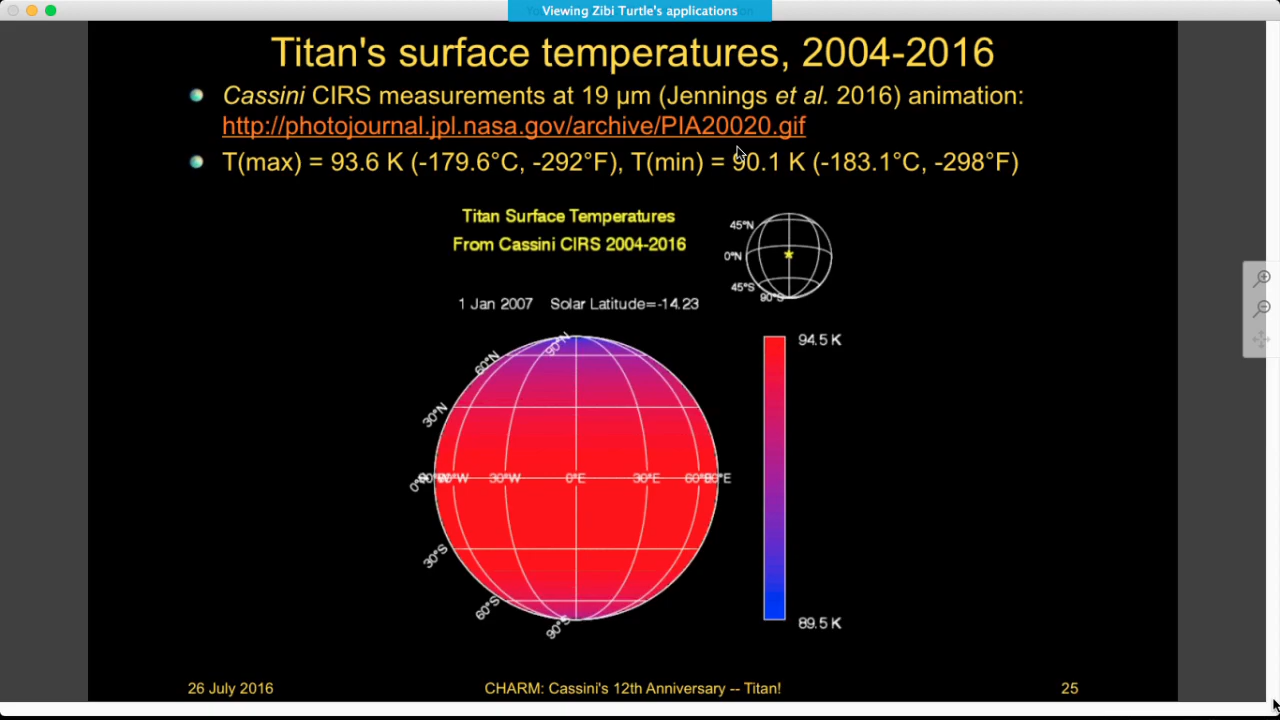 Viewing Zibi Turtle's applications
Titan's surface temperatures, 2004-2016
Cassini CIRS measurements at 19 µm (Jennings et al. 2016) animation:
http://photojournal.jpl.nasa.gov/archive/PIA20020.gif
T(max) = 93.6 K (-179.6°C, -292°F), T(min) = 90.1 K (-183.1°C, -298°F)
Titan Surface Temperatures
From Cassini CIRS 2004-2016
45°N
0°N
45°S
90°S
1 Jan 2007 Solar Latitude=-14.23
90°N
60°N
30°N
0°N
30°W 0°E 30°E
30°S
60°S
90°S
94.5 K
89.5 K
26 July 2016 CHARM: Cassini's 12th Anniversary -- Titan! 25